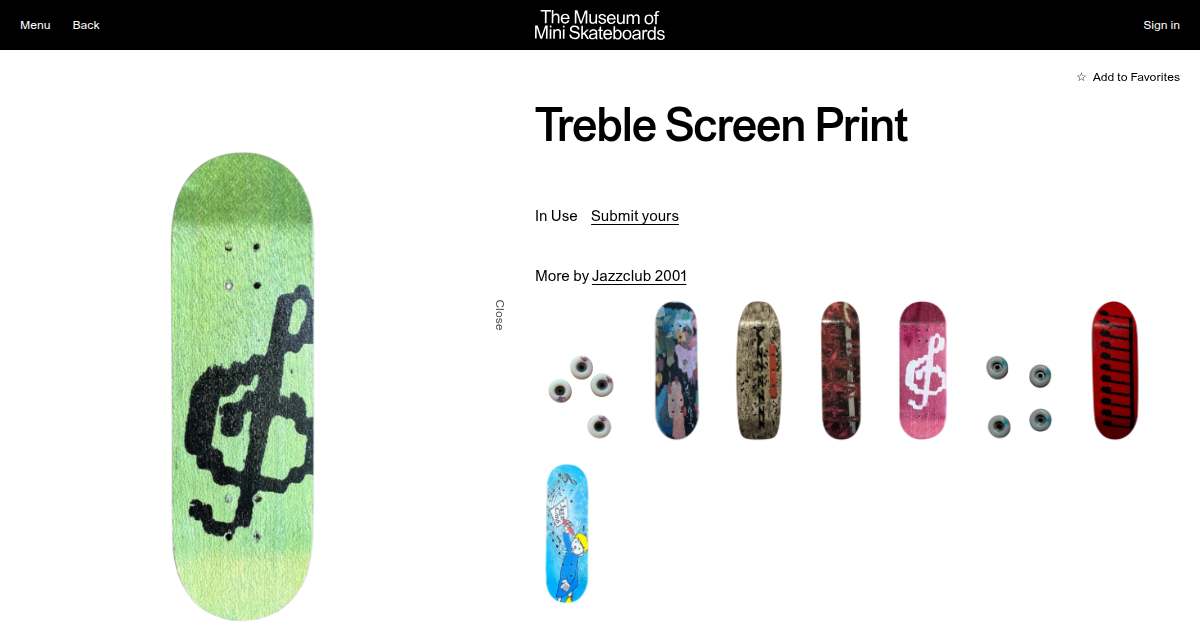 Menu
Back
The Museum of
Mini Skateboards
Sign in
☆ Add to Favorites
Treble Screen Print
In Use Submit yours
More by Jazzclub 2001
Close